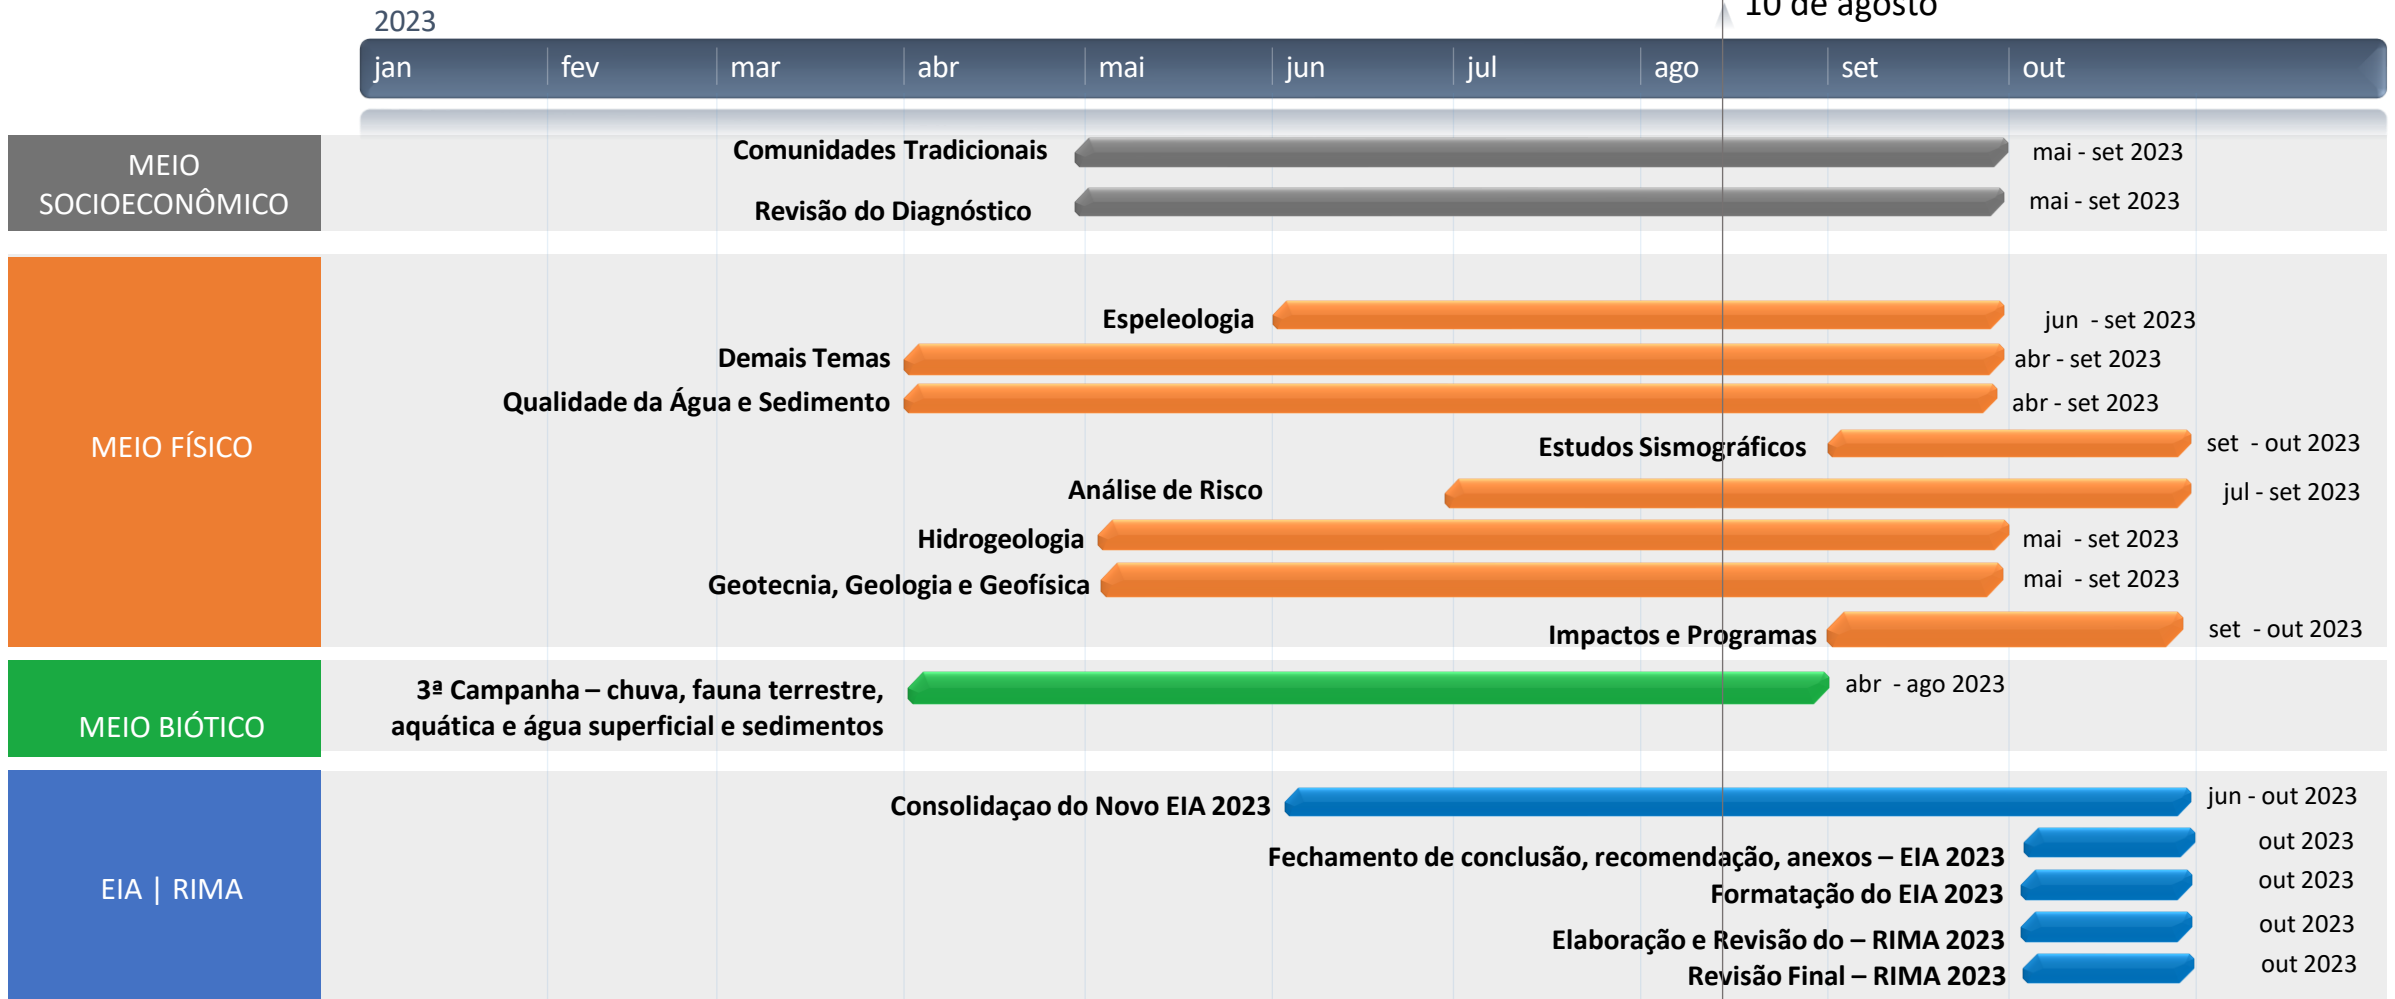 10 de agosto
2023
jan fev mar abr mai jun jul ago set out
MEIO
SOCIOECONÔMICO
Comunidades Tradicionais mai - set 2023
Revisão do Diagnóstico mai - set 2023
MEIO FÍSICO
Espeleologia jun - set 2023
Demais Temas abr - set 2023
Qualidade da Água e Sedimento abr - set 2023
Estudos Sismográficos set - out 2023
Análise de Risco jul - set 2023
Hidrogeologia mai - set 2023
Geotecnia, Geologia e Geofísica mai - set 2023
Impactos e Programas set - out 2023
MEIO BIÓTICO
3ª Campanha – chuva, fauna terrestre,
aquática e água superficial e sedimentos
abr - ago 2023
EIA | RIMA
Consolidaçao do Novo EIA 2023 jun - out 2023
Fechamento de conclusão, recomendação, anexos – EIA 2023 out 2023
Formatação do EIA 2023 out 2023
Elaboração e Revisão do – RIMA 2023 out 2023
Revisão Final – RIMA 2023 out 2023